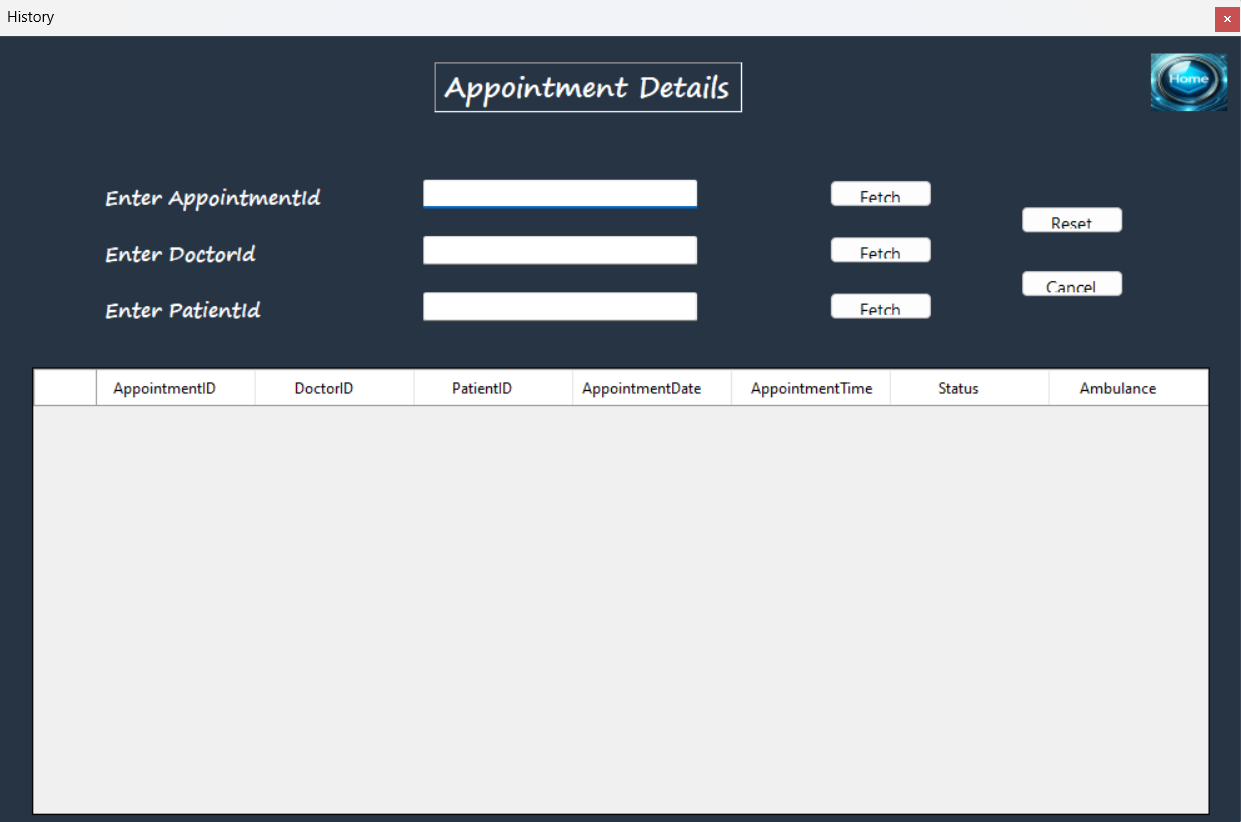 History
Appointment Details
Home
Enter AppointmentId
Fetch
Reset
Enter DoctorId
Fetch
Cancel
Enter PatientId
Fetch
AppointmentID DoctorID PatientID AppointmentDate AppointmentTime Status Ambulance